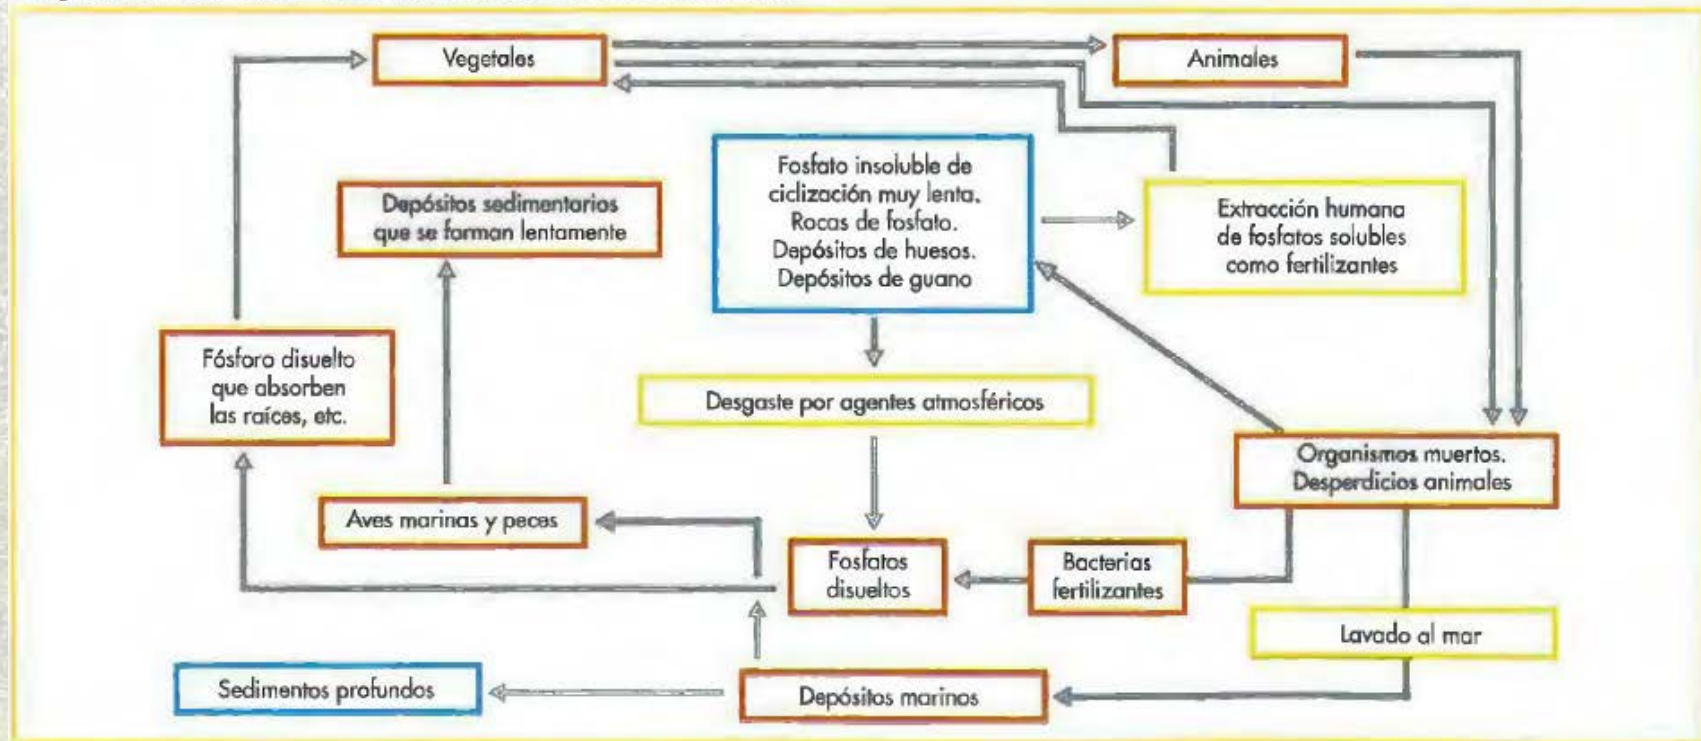 Vegetales
Animales
Fosfato insoluble de
ciclización muy lenta.
Rocas de fosfato.
Depósitos de huesos.
Depósitos de guano
Depósitos sedimentarios
que se forman lentamente
Extracción humana
de fosfatos solubles
como fertilizantes
Fósforo disuelto
que absorben
las raíces, etc.
Desgaste por agentes atmosféricos
Organismos muertos.
Desperdicios animales
Aves marinas y peces
Fosfatos
disueltos
Bacterias
fertilizantes
Lavado al mar
Sedimentos profundos
Depósitos marinos